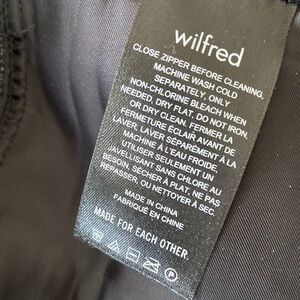 wilfred
CLOSE ZIPPER BEFORE CLEANING,
MACHINE WASH COLD
SEPARATELY. ONLY
NON-CHLORINE BLEACH WHEN
NEEDED. DRY FLAT. DO NOT IRON,
OR DRY CLEAN. FERMER LA
FERMETURE ÉCLAIR AVANT DE
LAVER. LAVER SÉPARÉMENT À LA
MACHINE À L'EAU FROIDE.
UTILISER SEULEMENT UN
JAVELLISANT SANS CHLORE AU
BESOIN, SÉCHER À PLAT, NE PAS
REPASSER, OU NETTOYER À SEC.
MADE IN CHINA
FABRIQUÉ EN CHINE
MADE FOR EACH OTHER.
P